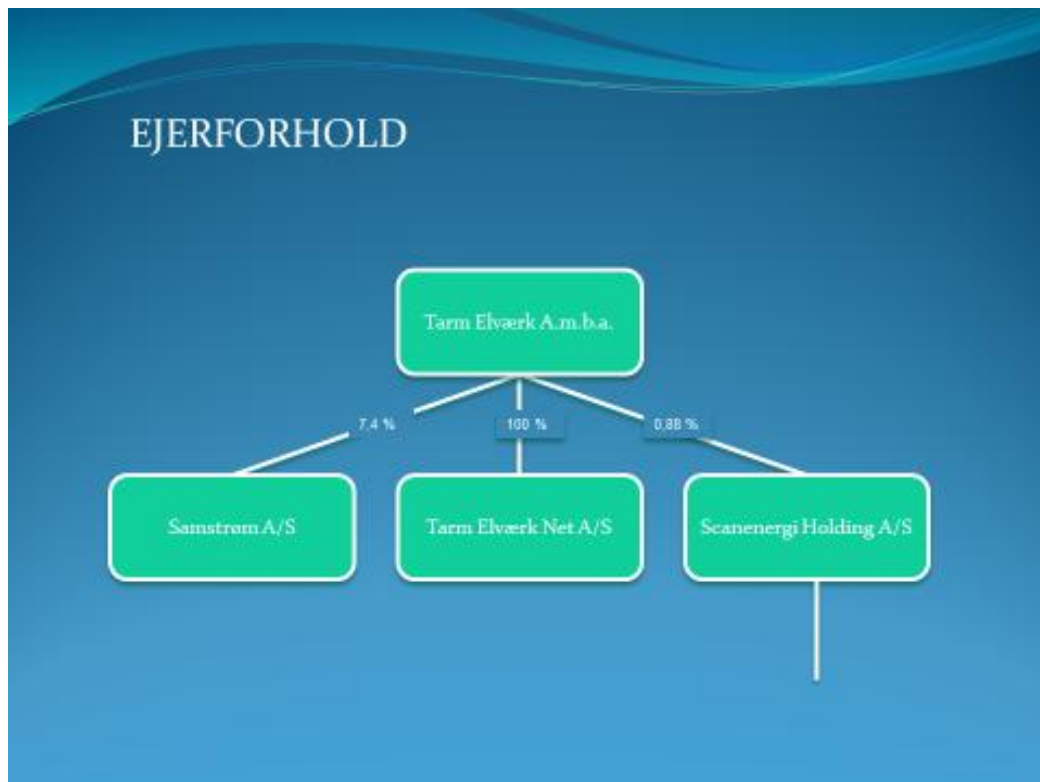 EJERFORHOLD
Tarm Elværk A.m.b.a.
7,4 %
100 %
0,88 %
Samstrøm A/S
Tarm Elværk Net A/S
Scanenergi Holding A/S